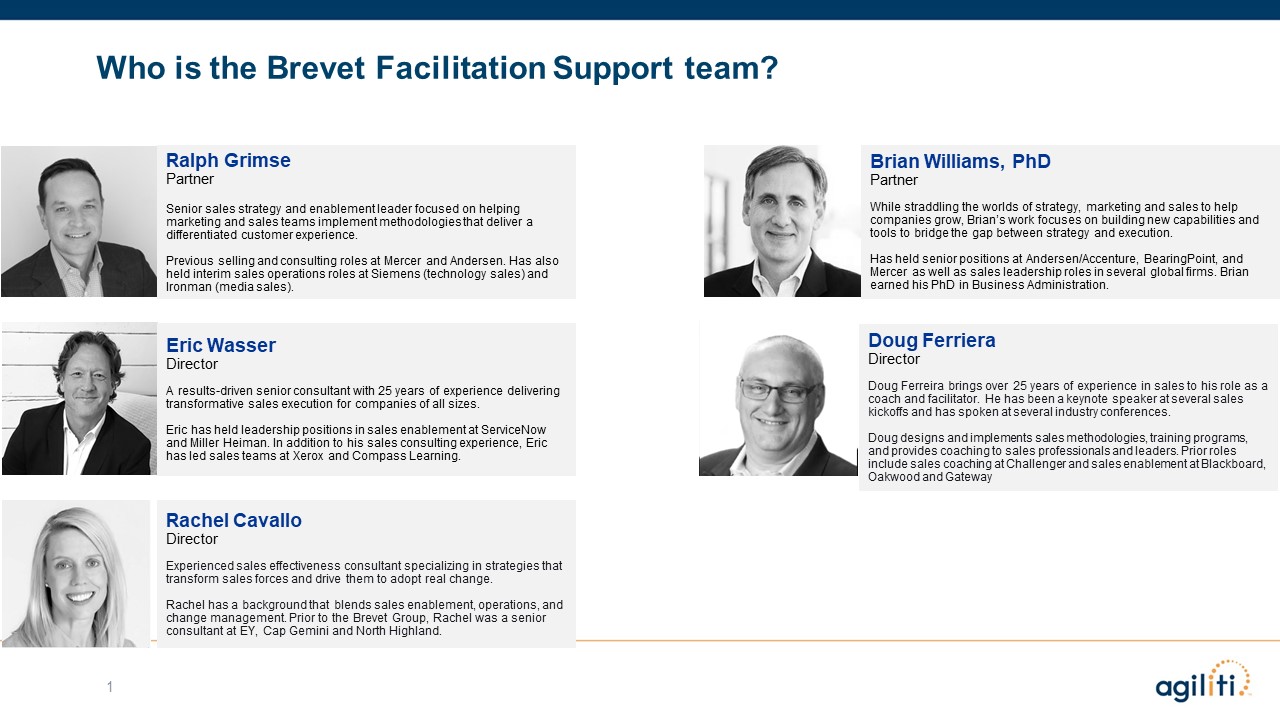 Who is the Brevet Facilitation Support team?
Ralph Grimse
Partner
Senior sales strategy and enablement leader focused on helping
marketing and sales teams implement methodologies that deliver a
differentiated customer experience.
Previous selling and consulting roles at Mercer and Andersen. Has also
held interim sales operations roles at Siemens (technology sales) and
Ironman (media sales).
Brian Williams, PhD
Partner
While straddling the worlds of strategy, marketing and sales to help
companies grow, Brian's work focuses on building new capabilities and
tools to bridge the gap between strategy and execution.
Has held senior positions at Andersen/Accenture, BearingPoint, and
Mercer as well as sales leadership roles in several global firms. Brian
earned his PhD in Business Administration.
Eric Wasser
Director
A results-driven senior consultant with 25 years of experience delivering
transformative sales execution for companies of all sizes.
Eric has held leadership positions in sales enablement at ServiceNow
and Miller Heiman. In addition to his sales consulting experience, Eric
has led sales teams at Xerox and Compass Learning.
Doug Ferriera
Director
Doug Ferreira brings over 25 years of experience in sales to his role as a
coach and facilitator. He has been a keynote speaker at several sales
kickoffs and has spoken at several industry conferences.
Doug designs and implements sales methodologies, training programs,
and provides coaching to sales professionals and leaders. Prior roles
include sales coaching at Challenger and sales enablement at Blackboard,
Oakwood and Gateway
Rachel Cavallo
Director
Experienced sales effectiveness consultant specializing in strategies that
transform sales forces and drive them to adopt real change.
Rachel has a background that blends sales enablement, operations, and
change management. Prior to the Brevet Group, Rachel was a senior
consultant at EY, Cap Gemini and North Highland.
1
agiliti